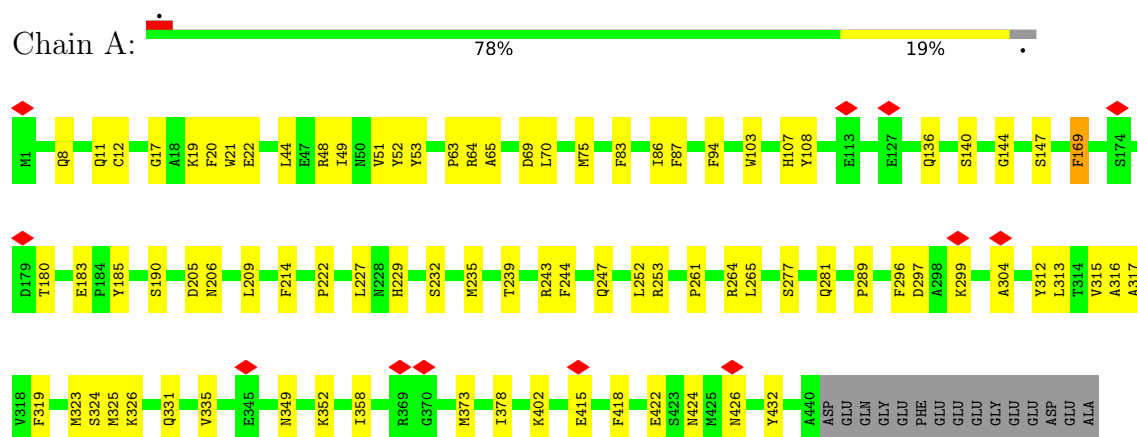 Chain A:
78% 19%
M1 Q8 Q11 C12 G17 A18 K19 F20 W21 E22 L44 E47 R48 I49 N50 V51 Y52 Y53 P63 R64 A65 D69 L70 M75 F83 I86 F87 F94 W103 H107 Y108 E113 E127 Q136 S140 G144 S147 F169 S174
D179 T180 E183 P184 Y185 S190 D205 N206 L209 F214 P222 L227 N228 H229 S232 M235 T239 R243 F244 Q247 L252 R253 P261 R264 L265 S277 Q281 P289 F296 D297 A298 K299 A304 Y312 L313 T314 V315 A316 A317
V318 F319 M323 S324 M325 K326 Q331 V335 E345 N349 K352 I358 R369 G370 M373 I378 K402 E415 F418 E422 S423 N424 M425 N426 Y432 A440 ASP GLU GLN GLY GLU PHE GLU GLU GLU GLY GLU GLU ASP GLU ALA